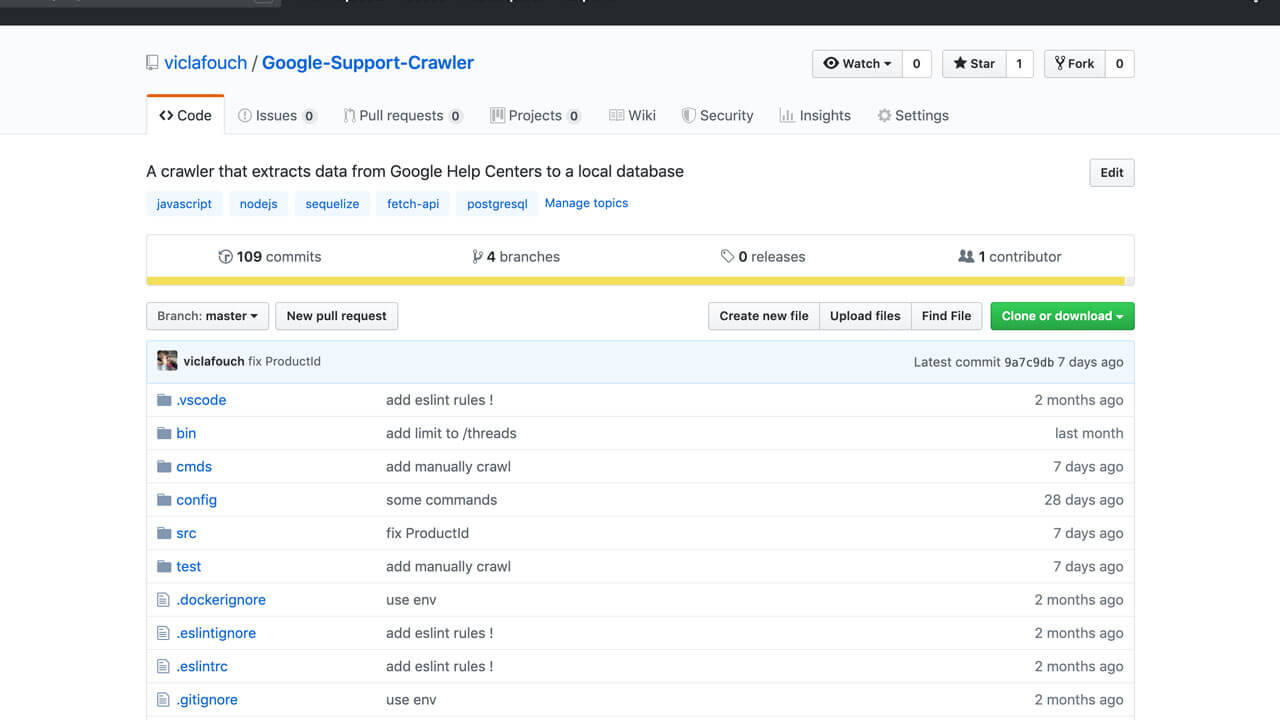 viclafouch / Google-Support-Crawler
Watch 0 Star 1 Fork 0
Code Issues 0 Pull requests 0 Projects 0 Wiki Security Insights Settings
A crawler that extracts data from Google Help Centers to a local database
Edit
javascript nodejs sequelize fetch-api postgresql Manage topics
109 commits 4 branches 0 releases 1 contributor
Branch: master New pull request Create new file Upload files Find File Clone or download
viclafouch fix ProductId Latest commit 9a7c9db 7 days ago
.vscode add eslint rules ! 2 months ago
bin add limit to /threads last month
cmds add manually crawl 7 days ago
config some commands 28 days ago
src fix ProductId 7 days ago
test add manually crawl 7 days ago
.dockerignore use env 2 months ago
.eslintignore add eslint rules ! 2 months ago
.eslintrc add eslint rules ! 2 months ago
.gitignore use env 2 months ago